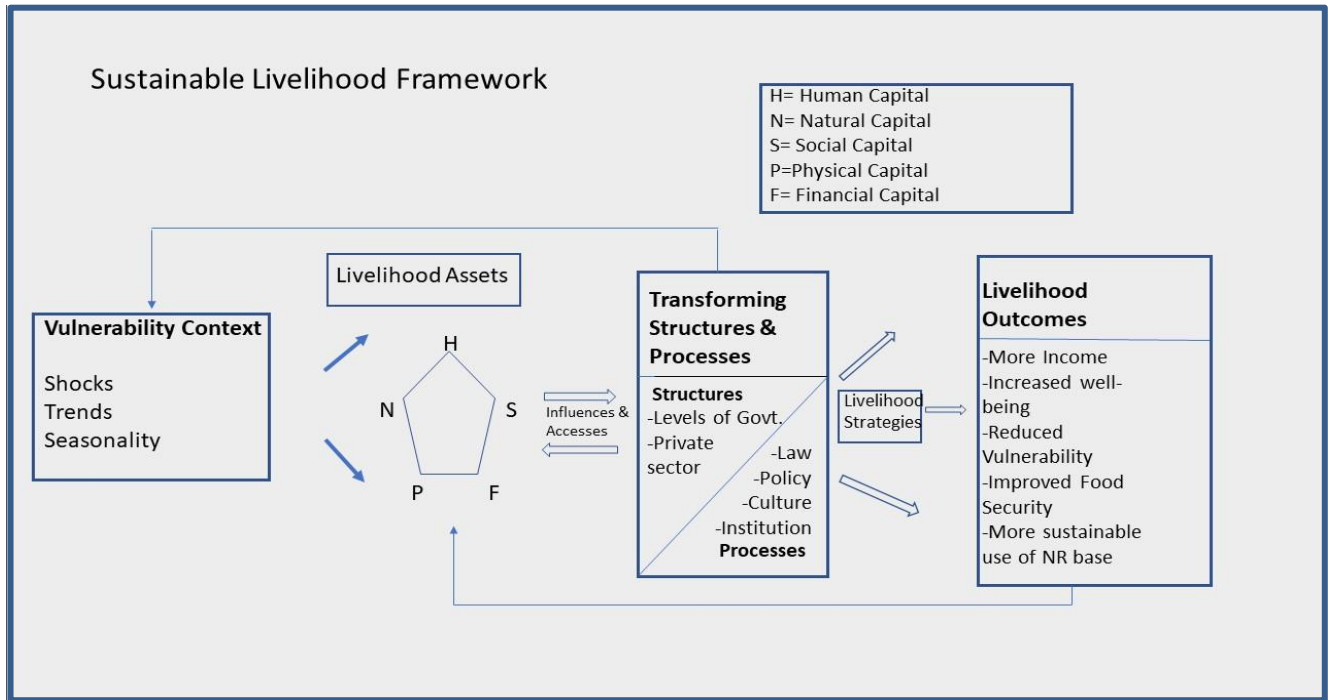 Sustainable Livelihood Framework
H= Human Capital
N= Natural Capital
S= Social Capital
P=Physical Capital
F= Financial Capital
Livelihood Assets
Vulnerability Context
Shocks
Trends
Seasonality
H
N
S
P
F
Influences &
Accesses
Transforming
Structures &
Processes
Structures
-Levels of Govt.
-Private
sector
-Law
-Policy
-Culture
-Institution
Processes
Livelihood
Strategies
Livelihood
Outcomes
-More Income
-Increased well-
being
-Reduced
Vulnerability
-Improved Food
Security
-More sustainable
use of NR base